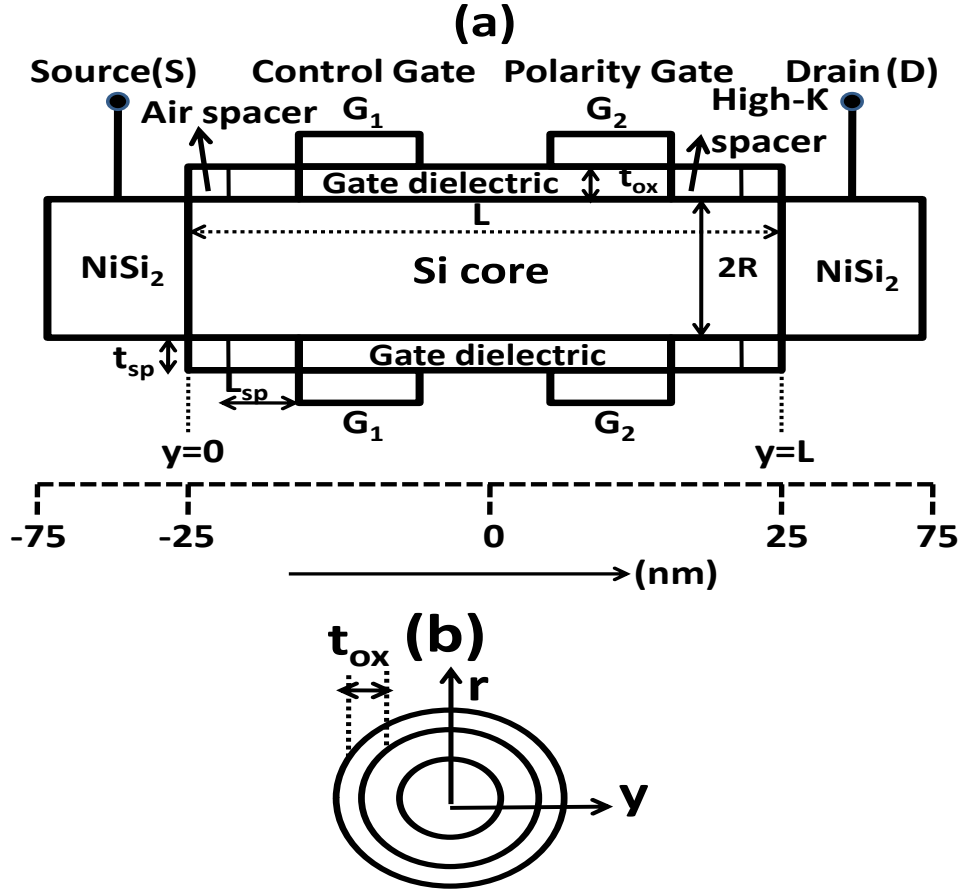 (a)
Source(S) Control Gate Polarity Gate Drain (D)
Air spacer G1 G2 High-K
spacer
Gate dielectric tox
L
NiSi2 Si core 2R NiSi2
tsp Gate dielectric
Lsp
G1 G2
y=0 y=L
-75 -25 0 25 75
(nm)
(b)
tox
r
y